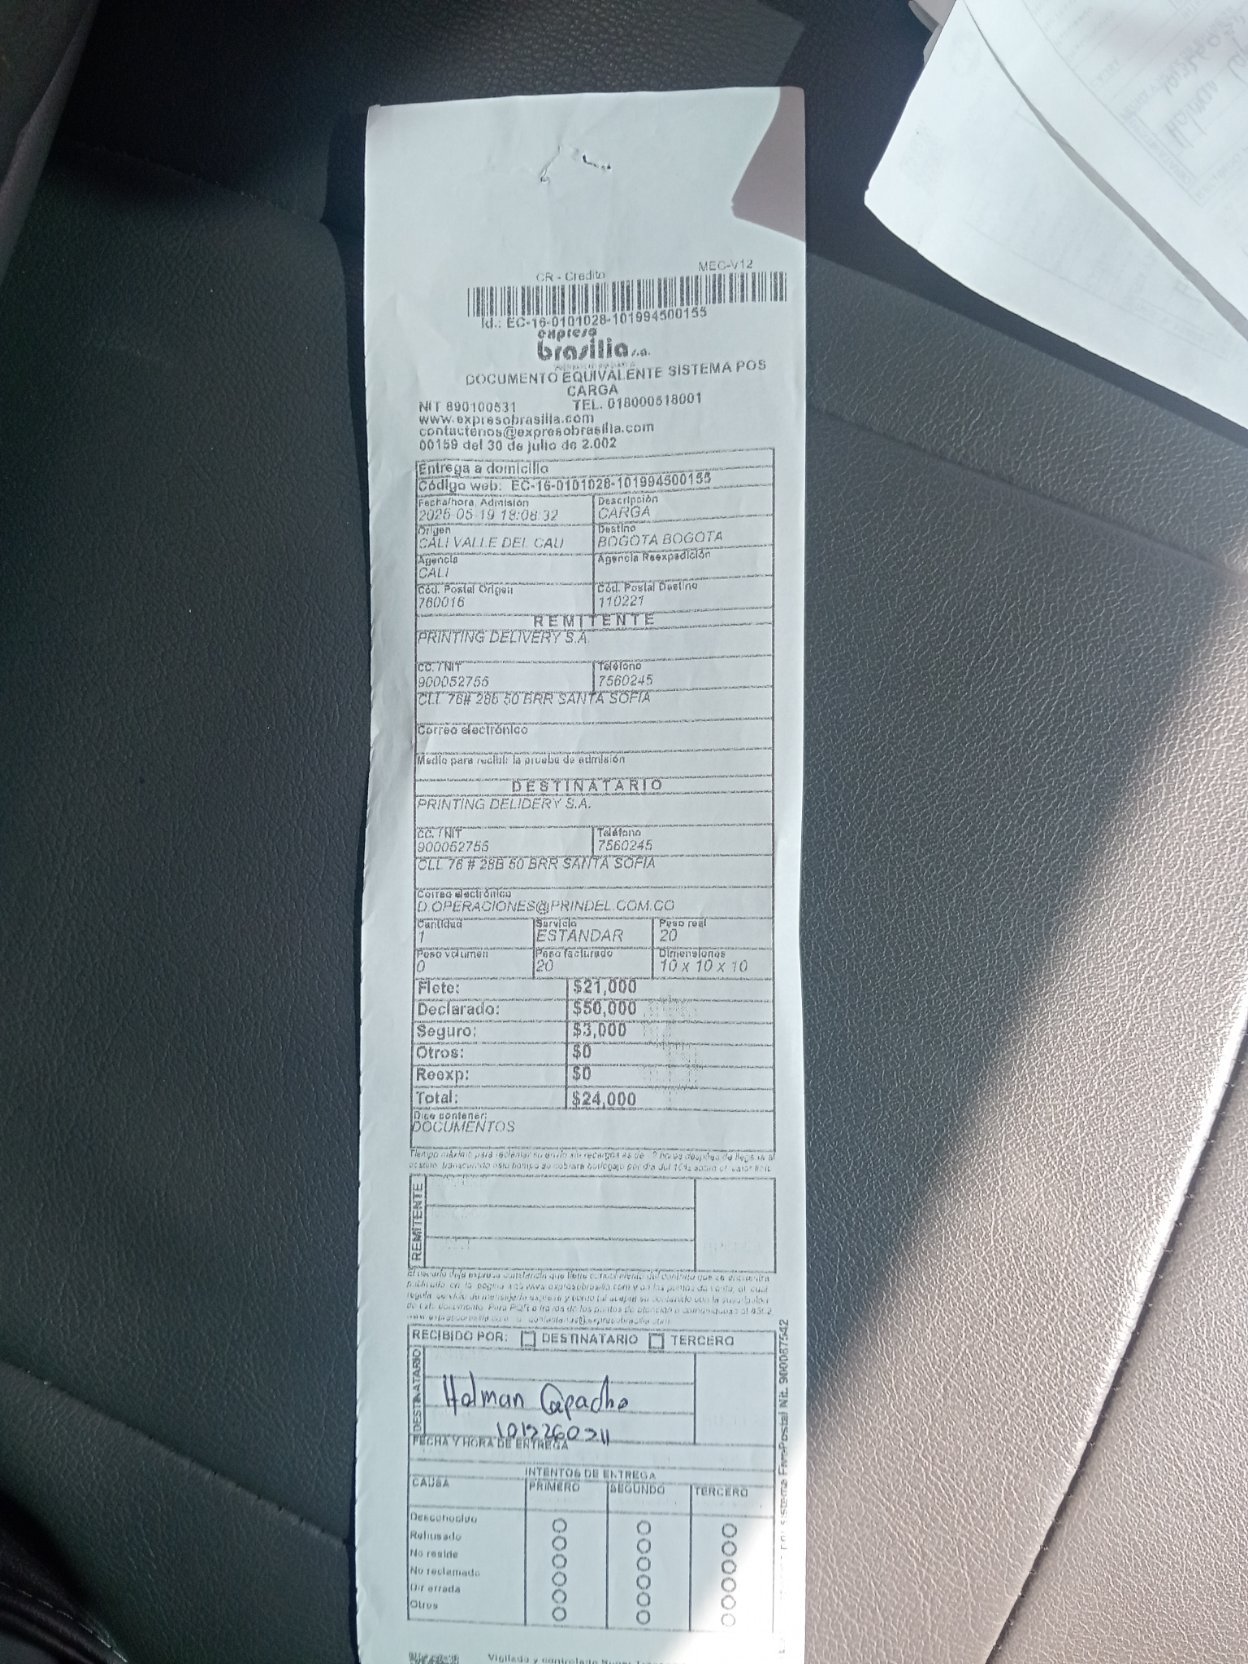 CR - Credito MEC-V12
Id.: EC-16-0101028-101994500155
expreso
brasilia s.a.
DOCUMENTO EQUIVALENTE SISTEMA POS
CARGA
NIT 890100531 TEL. 018000518001
www.expresobrasilia.com
contactenos@expresobrasilia.com
00159 del 30 de julio de 2.002
Entrega a domicilio
Código web: EC-16-0101028-101994500155
Fecha/hora. Admisión Descripción
2025-05-19 18:08:32 CARGA
Origen Destino
CALI VALLE DEL CAU BOGOTA BOGOTA
Agencia Agencia Reexpedición
CALI
Cód. Postal Origen Cód. Postal Destino
760016 110221
REMITENTE
PRINTING DELIVERY S.A
CC. / NIT Teléfono
900052755 7560245
CLL 76# 28B 50 BRR SANTA SOFIA
Correo electrónico
Medio para recibir la prueba de admisión
DESTINATARIO
PRINTING DELIDERY S.A.
CC. / NIT Teléfono
900052755 7560245
CLL 76 # 28B 50 BRR SANTA SOFIA
Correo electrónico
D.OPERACIONES@PRINDEL.COM.CO
Cantidad Servicio Peso real
1 ESTANDAR 20
Peso volumen Peso facturado Dimensiones
0 20 10 x 10 x 10
Flete: $21,000
Declarado: $50,000
Seguro: $3,000
Otros: $0
Reexp: $0
Total: $24,000
Dice contener:
DOCUMENTOS
REMITENTE
RECIBIDO POR: DESTINATARIO TERCERO
DESTINATARIO
Holman Capacho
1012260211
FECHA Y HORA DE ENTREGA
INTENTOS DE ENTREGA
CAUSA PRIMERO SEGUNDO TERCERO
Desconocido
Rehusado
No reside
No reclamado
Dir errada
Otros
sistema FacPostal Nit. 900087542
Vigilado y controlado